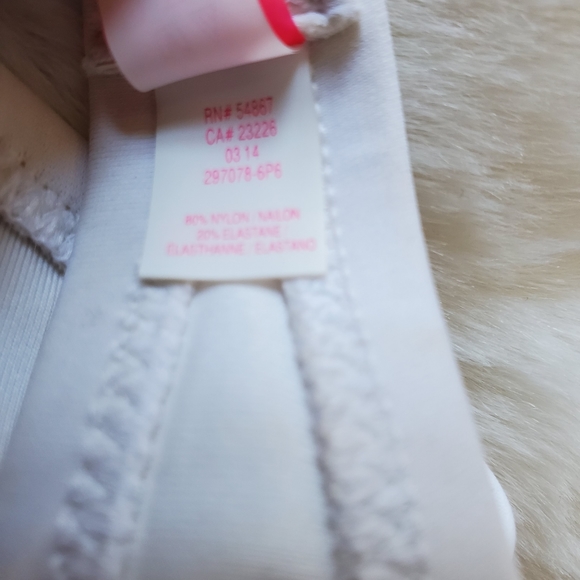 RN# 54867
CA# 23226
03 14
297078-6P6
80% NYLON / NAILON
20% ELASTANE /
ELASTHANNE / ELASTANO